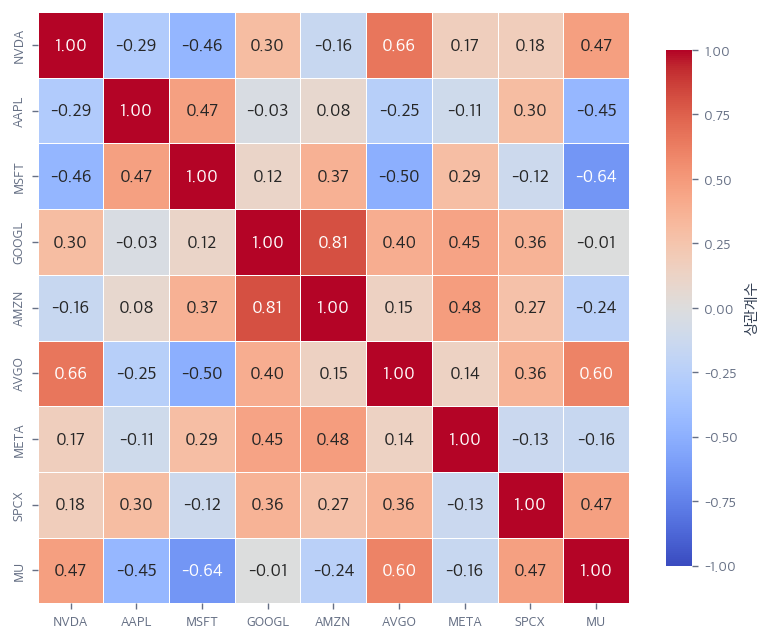 NVDA 1.00 -0.29 -0.46 0.30 -0.16 0.66 0.17 0.18 0.47
AAPL -0.29 1.00 0.47 -0.03 0.08 -0.25 -0.11 0.30 -0.45
MSFT -0.46 0.47 1.00 0.12 0.37 -0.50 0.29 -0.12 -0.64
GOOGL 0.30 -0.03 0.12 1.00 0.81 0.40 0.45 0.36 -0.01
AMZN -0.16 0.08 0.37 0.81 1.00 0.15 0.48 0.27 -0.24
AVGO 0.66 -0.25 -0.50 0.40 0.15 1.00 0.14 0.36 0.60
META 0.17 -0.11 0.29 0.45 0.48 0.14 1.00 -0.13 -0.16
SPCX 0.18 0.30 -0.12 0.36 0.27 0.36 -0.13 1.00 0.47
MU 0.47 -0.45 -0.64 -0.01 -0.24 0.60 -0.16 0.47 1.00
NVDA AAPL MSFT GOOGL AMZN AVGO META SPCX MU
1.00
0.75
0.50
0.25
0.00
-0.25
-0.50
-0.75
-1.00
상관계수